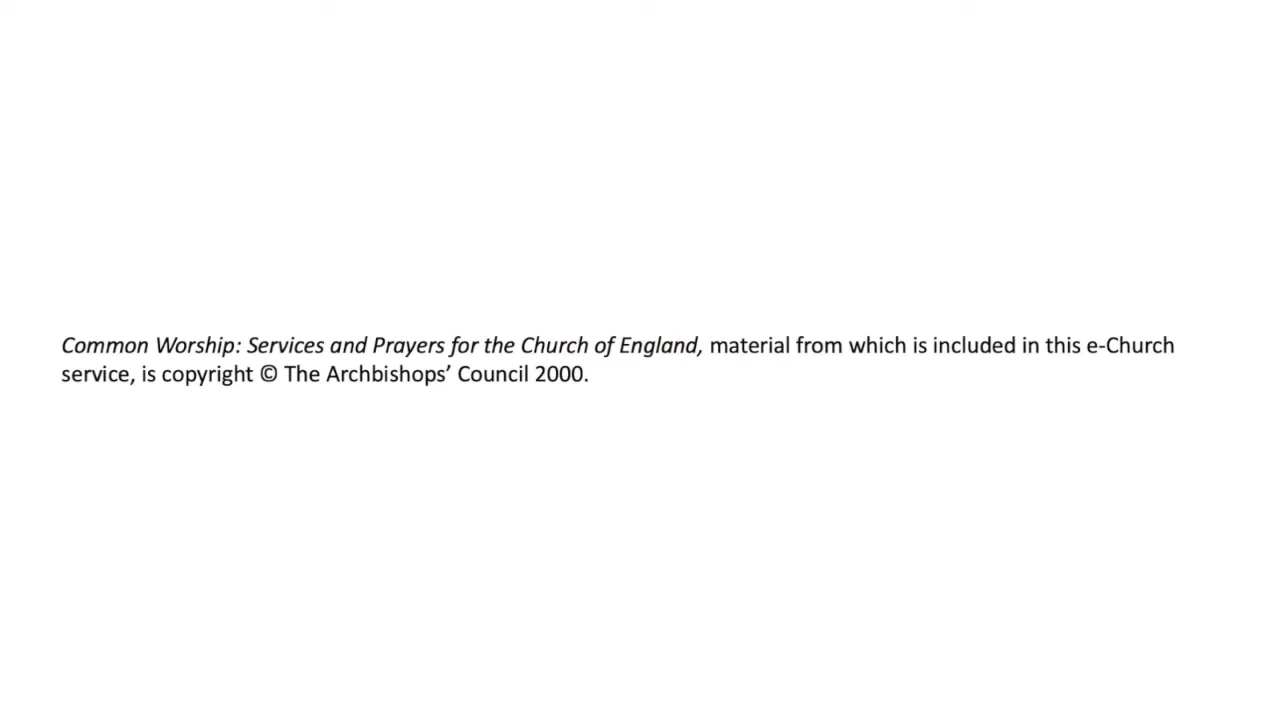 Common Worship: Services and Prayers for the Church of England, material from which is included in this e-Church
service, is copyright © The Archbishops’ Council 2000.